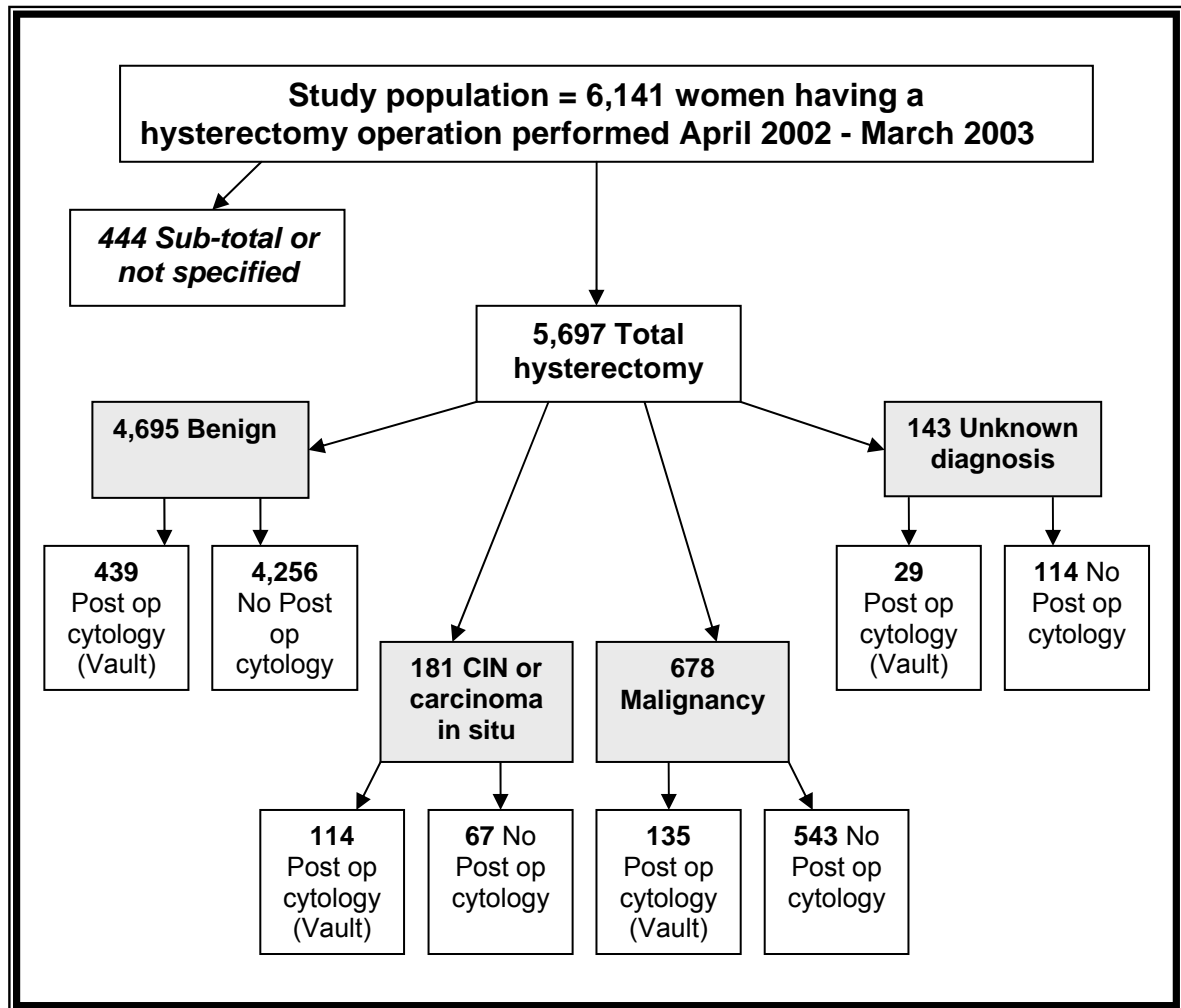 Study population = 6,141 women having a
hysterectomy operation performed April 2002 - March 2003
444 Sub-total or
not specified
5,697 Total
hysterectomy
4,695 Benign
143 Unknown
diagnosis
439
Post op
cytology
(Vault)
4,256
No Post
op
cytology
29
Post op
cytology
(Vault)
114 No
Post op
cytology
181 CIN or
carcinoma
in situ
678
Malignancy
114
Post op
cytology
(Vault)
67 No
Post op
cytology
135
Post op
cytology
(Vault)
543 No
Post op
cytology